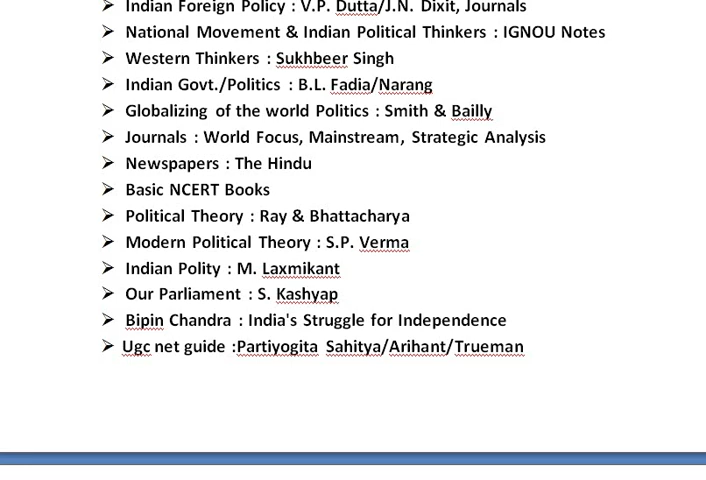 Indian Foreign Policy : V.P. Dutta/J.N. Dixit, Journals
National Movement & Indian Political Thinkers : IGNOU Notes
Western Thinkers : Sukhbeer Singh
Indian Govt./Politics : B.L. Fadia/Narang
Globalizing of the world Politics : Smith & Bailly
Journals : World Focus, Mainstream, Strategic Analysis
Newspapers : The Hindu
Basic NCERT Books
Political Theory : Ray & Bhattacharya
Modern Political Theory : S.P. Verma
Indian Polity : M. Laxmikant
Our Parliament : S. Kashyap
Bipin Chandra : India's Struggle for Independence
Ugc net guide :Partiyogita Sahitya/Arihant/Trueman